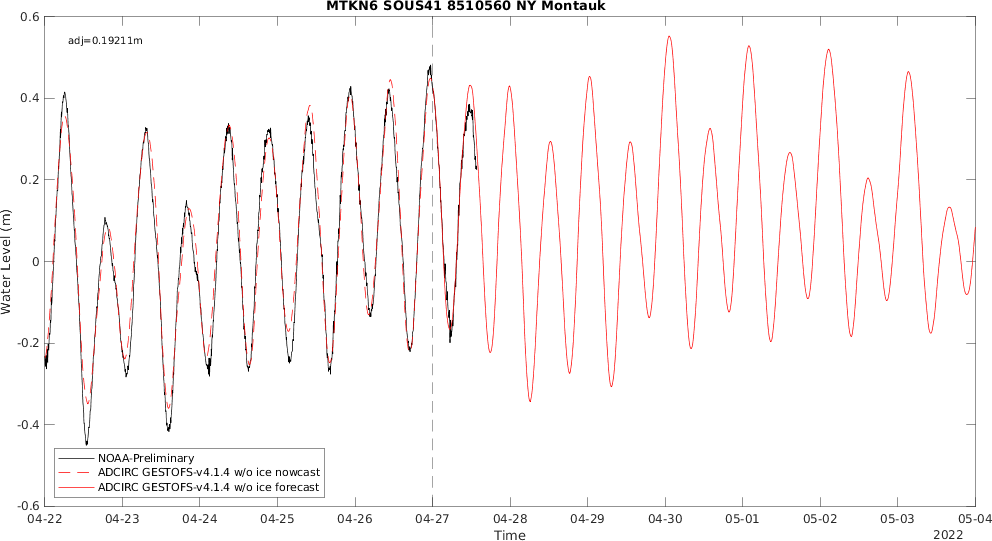 MTKN6 SOUS41 8510560 NY Montauk
adj=0.19211m
0.6
0.4
0.2
0
-0.2
-0.4
-0.6
Water Level (m)
NOAA-Preliminary
ADCIRC GESTOFS-v4.1.4 w/o ice nowcast
ADCIRC GESTOFS-v4.1.4 w/o ice forecast
04-22 04-23 04-24 04-25 04-26 04-27 04-28 04-29 04-30 05-01 05-02 05-03 05-04
Time
2022